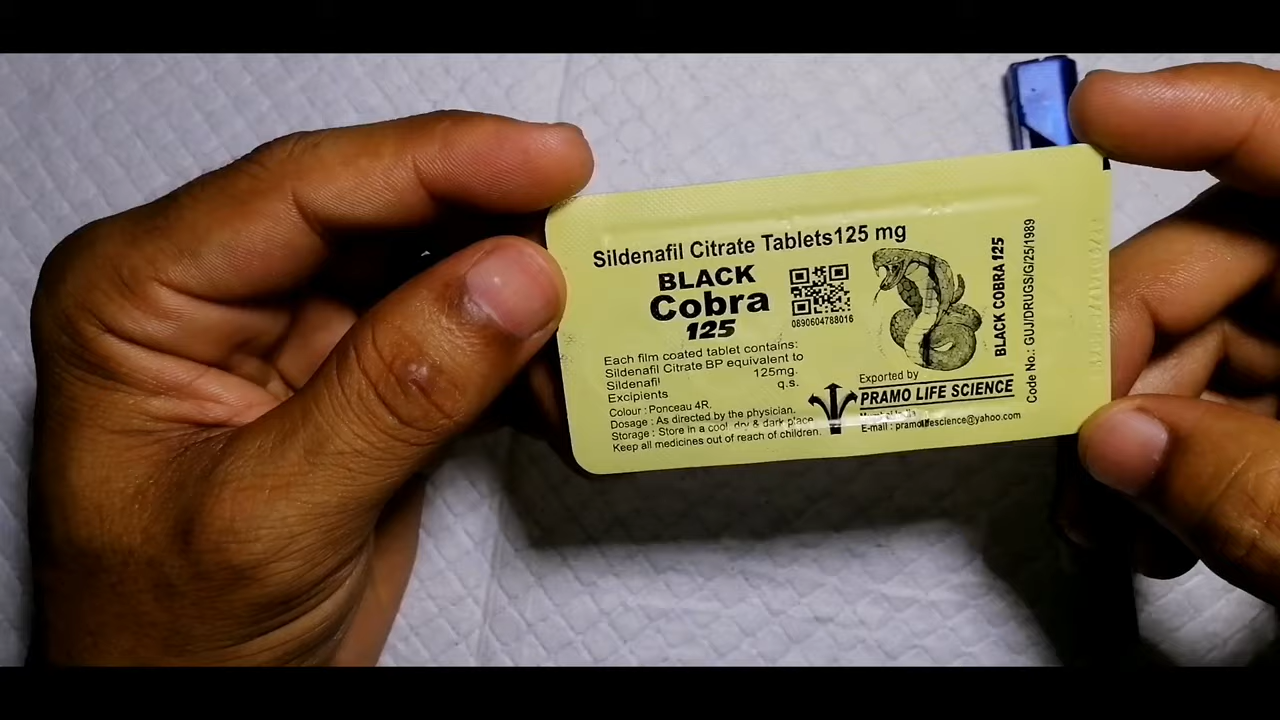 Sildenafil Citrate Tablets125 mg
BLACK
Cobra
125
0890604788016
Each film coated tablet contains:
Sildenafil Citrate BP equivalent to
Sildenafil 125mg.
Excipients q.s.
Colour : Ponceau 4R.
Dosage : As directed by the physician.
Storage : Store in a cool, dry & dark place
Keep all medicines out of reach of children.
Exported by
PRAMO LIFE SCIENCE
E-mail : pramolifescience@yahoo.com
BLACK COBRA 125
Code No.: GUJ/DRUGS/G/25/1989